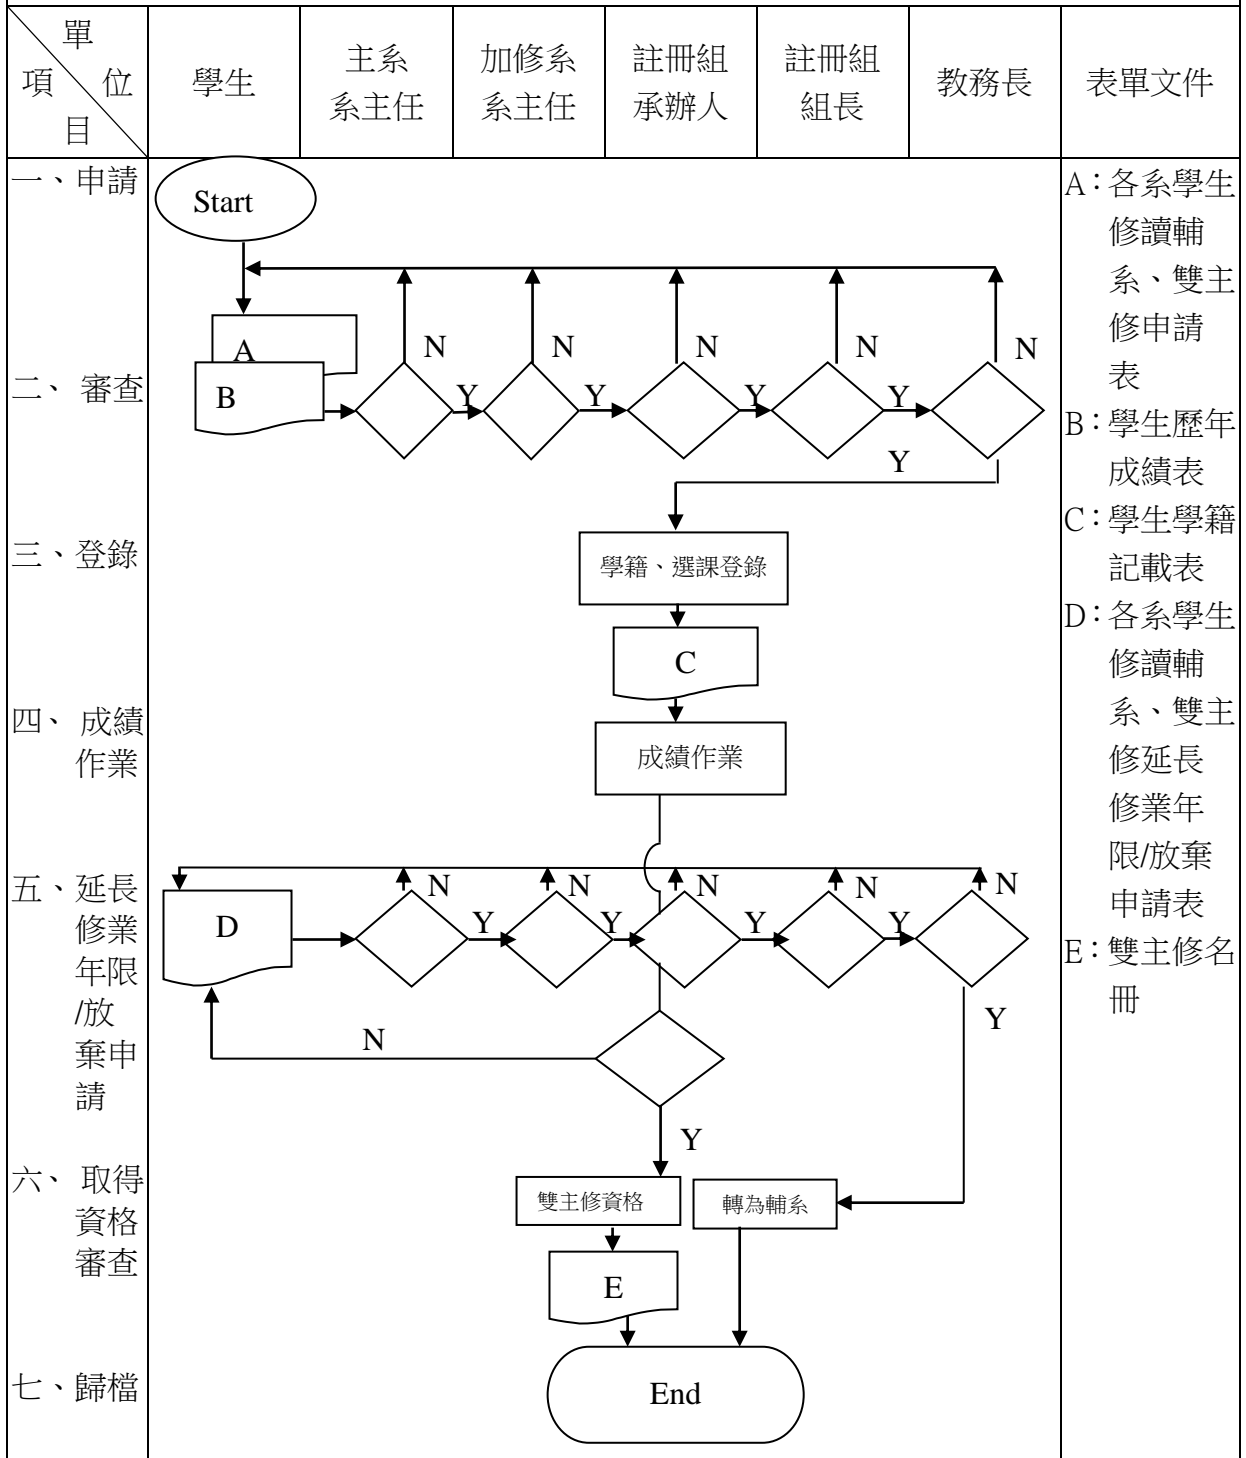 單
項 位
目
學生
主系
系主任
加修系
系主任
註冊組
承辦人
註冊組
組長
教務長
表單文件
一、申請
Start
A
N
N
N
N
N
二、 審查
B
Y
Y
Y
Y
Y
三、登錄
學籍、選課登錄
C
四、 成績
作業
成績作業
五、延長
修業
年限
/放
棄申
請
D
N
N
N
N
N
Y
Y
Y
Y
Y
N
Y
六、 取得
資格
審查
雙主修資格
轉為輔系
E
七、歸檔
End
A：各系學生
修讀輔
系、雙主
修申請
表
B：學生歷年
成績表
C：學生學籍
記載表
D：各系學生
修讀輔
系、雙主
修延長
修業年
限/放棄
申請表
E：雙主修名
冊